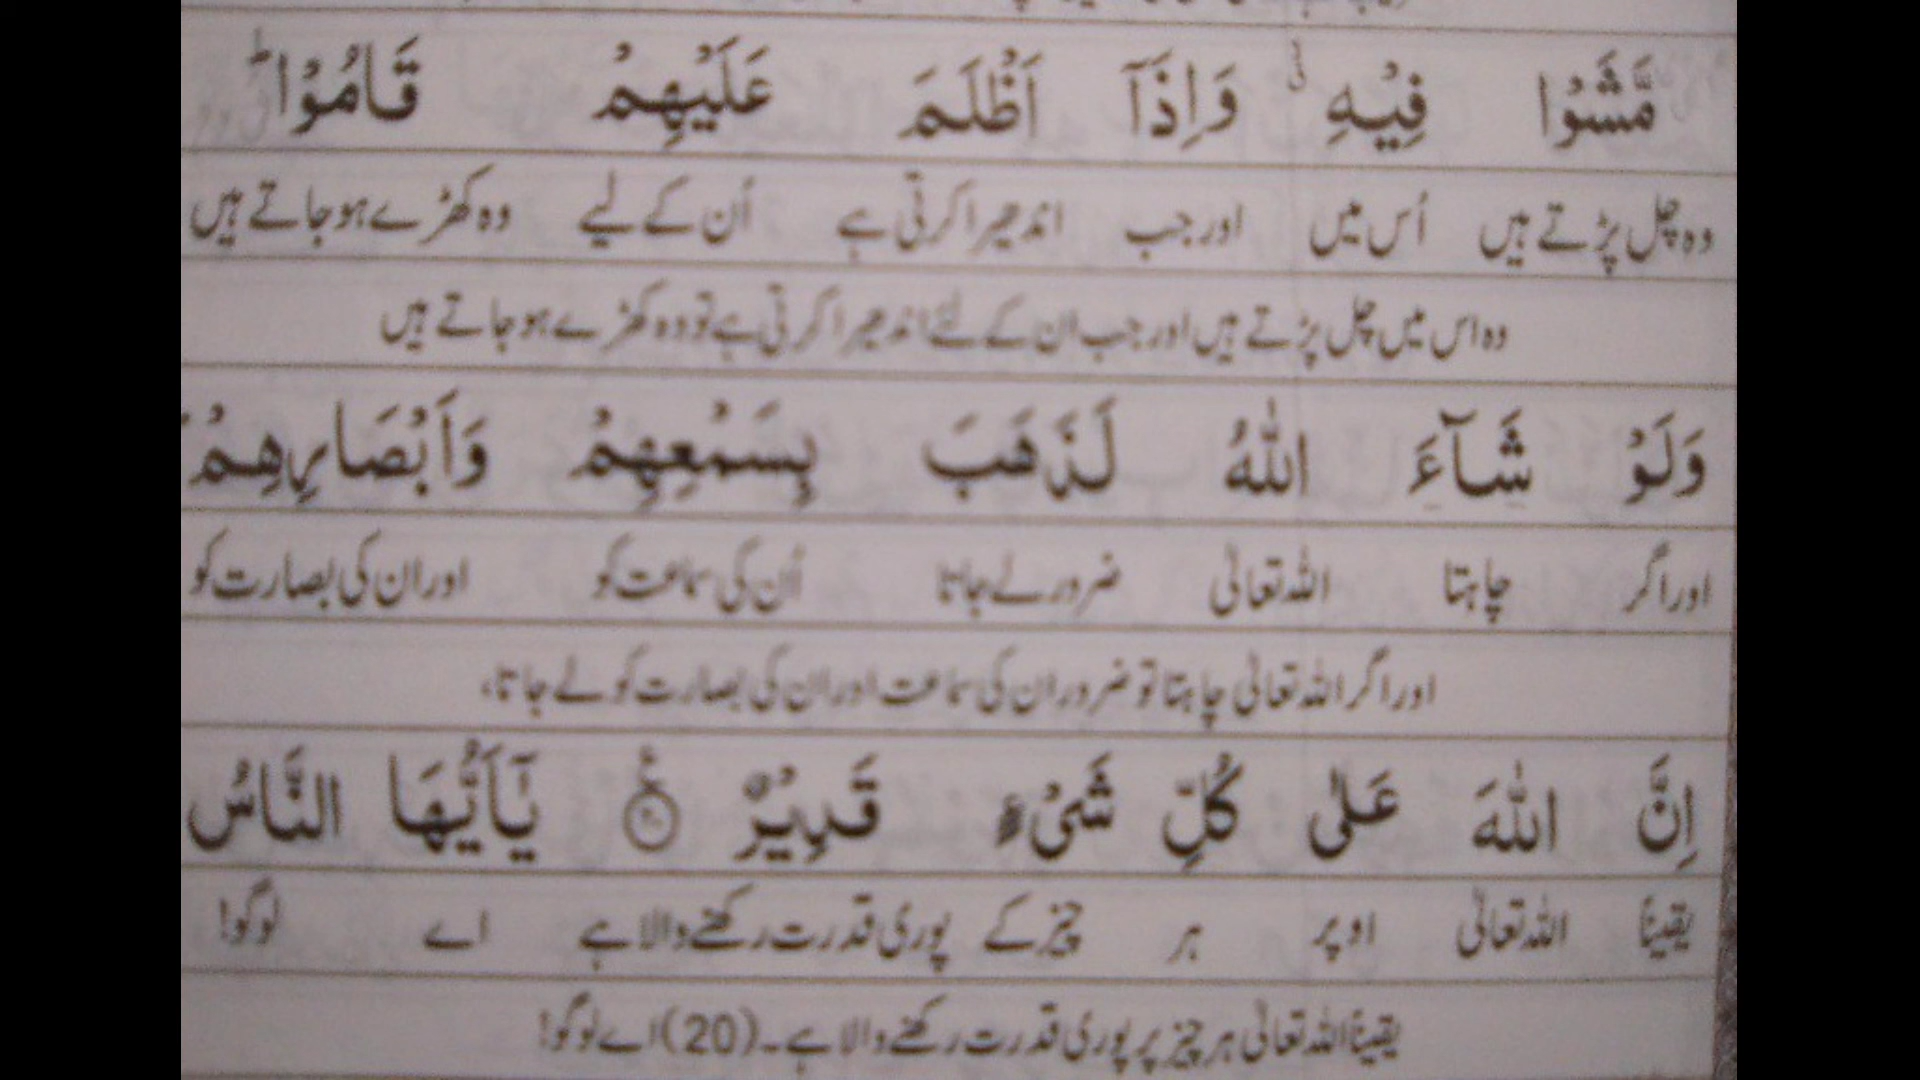 مَّشَوْا فِيْهِ ۙ وَاِذَآ اَظْلَمَ عَلَيْهِمْ قَامُوْا ؕ
وہ چل پڑتے ہیں اُس میں اور جب اندھیرا کرتی ہے اُن کے لیے وہ کھڑے ہو جاتے ہیں
وہ اس میں چل پڑتے ہیں اور جب ان کے لئے اندھیرا کرتی ہے تو وہ کھڑے ہو جاتے ہیں
وَلَوْ شَآءَ اللّٰهُ لَذَهَبَ بِسَمْعِهِمْ وَاَبْصَارِهِمْ
اور اگر چاہتا اللہ تعالیٰ ضرور لے جاتا اُن کی سماعت کو اور ان کی بصارت کو
اور اگر اللہ تعالیٰ چاہتا تو ضرور ان کی سماعت اور ان کی بصارت کو لے جاتا،
اِنَّ اللّٰهَ عَلٰى كُلِّ شَىْءٍ قَدِيْرٌ ۧ يٰٓاَيُّهَا النَّاسُ
یقیناً اللہ تعالیٰ اوپر ہر چیز کے پوری قدرت رکھنے والا ہے اے لوگو!
یقیناً اللہ تعالیٰ ہر چیز پر پوری قدرت رکھنے والا ہے۔(20) اے لوگو!